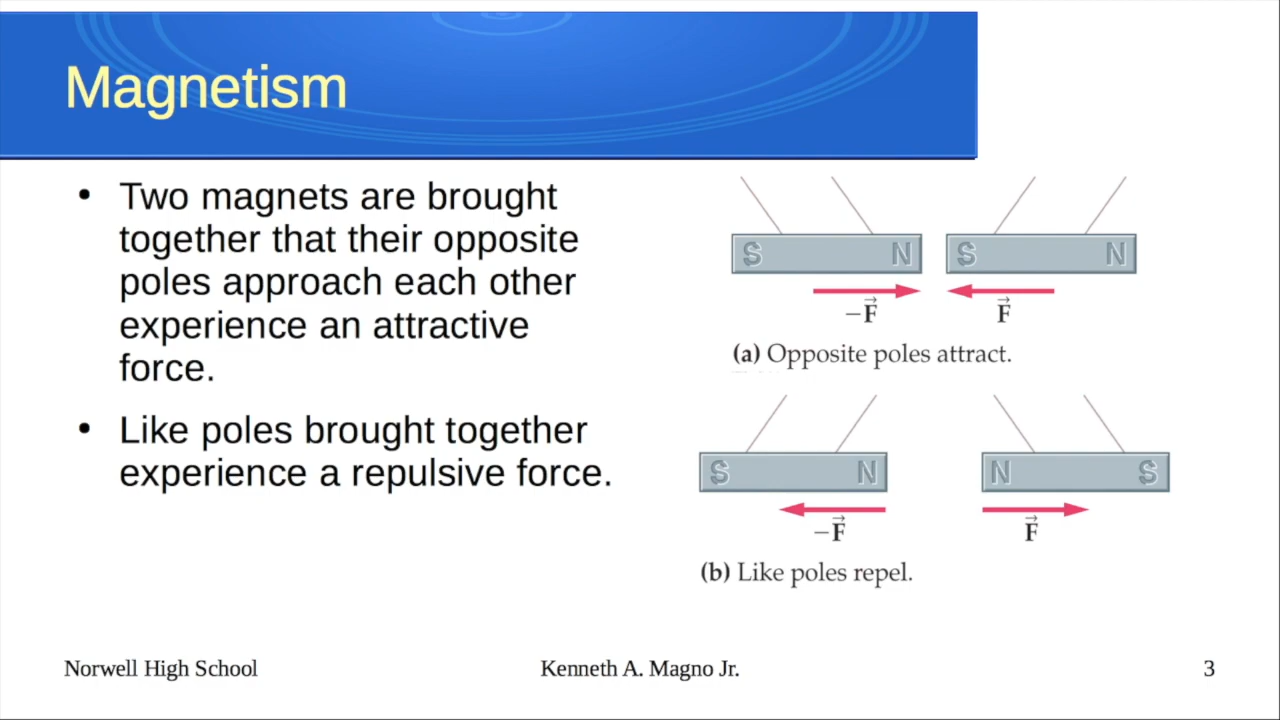 Magnetism
• Two magnets are brought
together that their opposite
poles approach each other
experience an attractive
force.
• Like poles brought together
experience a repulsive force.
S N S N
−F⃗ F⃗
(a) Opposite poles attract.
S N N S
−F⃗ F⃗
(b) Like poles repel.
Norwell High School Kenneth A. Magno Jr. 3